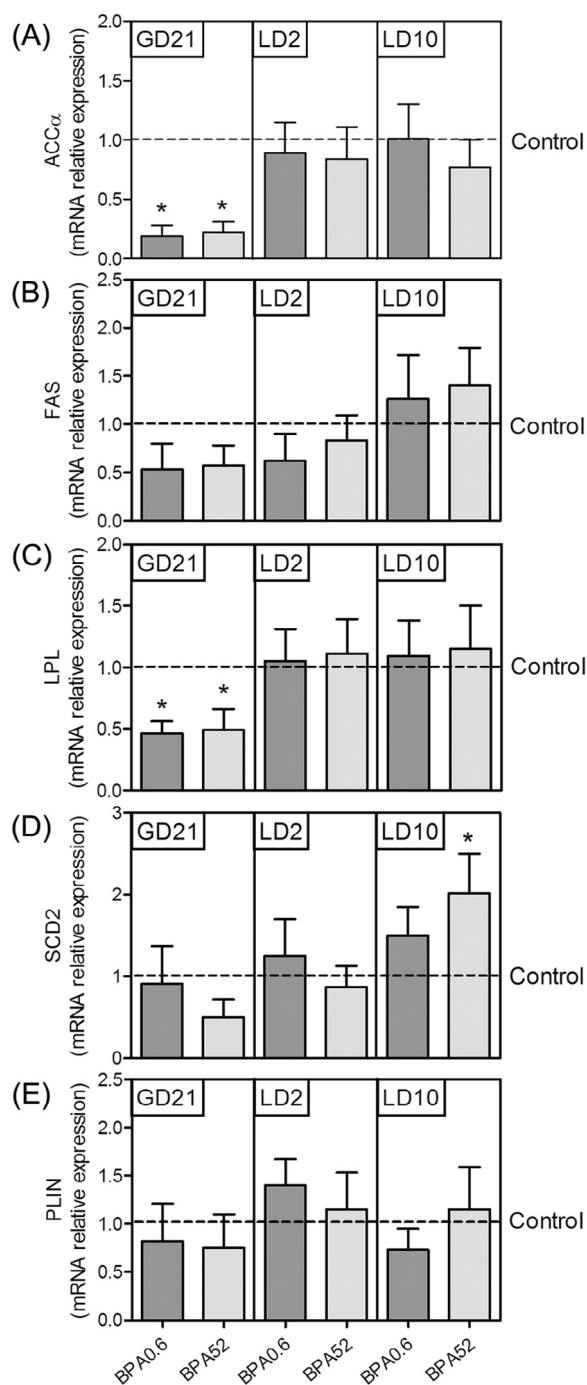 (A)
ACCα
(mRNA relative expression)
2.0
1.5
1.0
0.5
0.0
GD21
LD2
LD10
* *
Control
(B)
FAS
(mRNA relative expression)
2.5
2.0
1.5
1.0
0.5
0.0
GD21
LD2
LD10
Control
(C)
LPL
(mRNA relative expression)
2.0
1.5
1.0
0.5
0.0
GD21
LD2
LD10
* *
Control
(D)
SCD2
(mRNA relative expression)
3
2
1
0
GD21
LD2
LD10
*
Control
(E)
PLIN
(mRNA relative expression)
2.5
2.0
1.5
1.0
0.5
0.0
GD21
LD2
LD10
Control
BPA0.6
BPA52
BPA0.6
BPA52
BPA0.6
BPA52